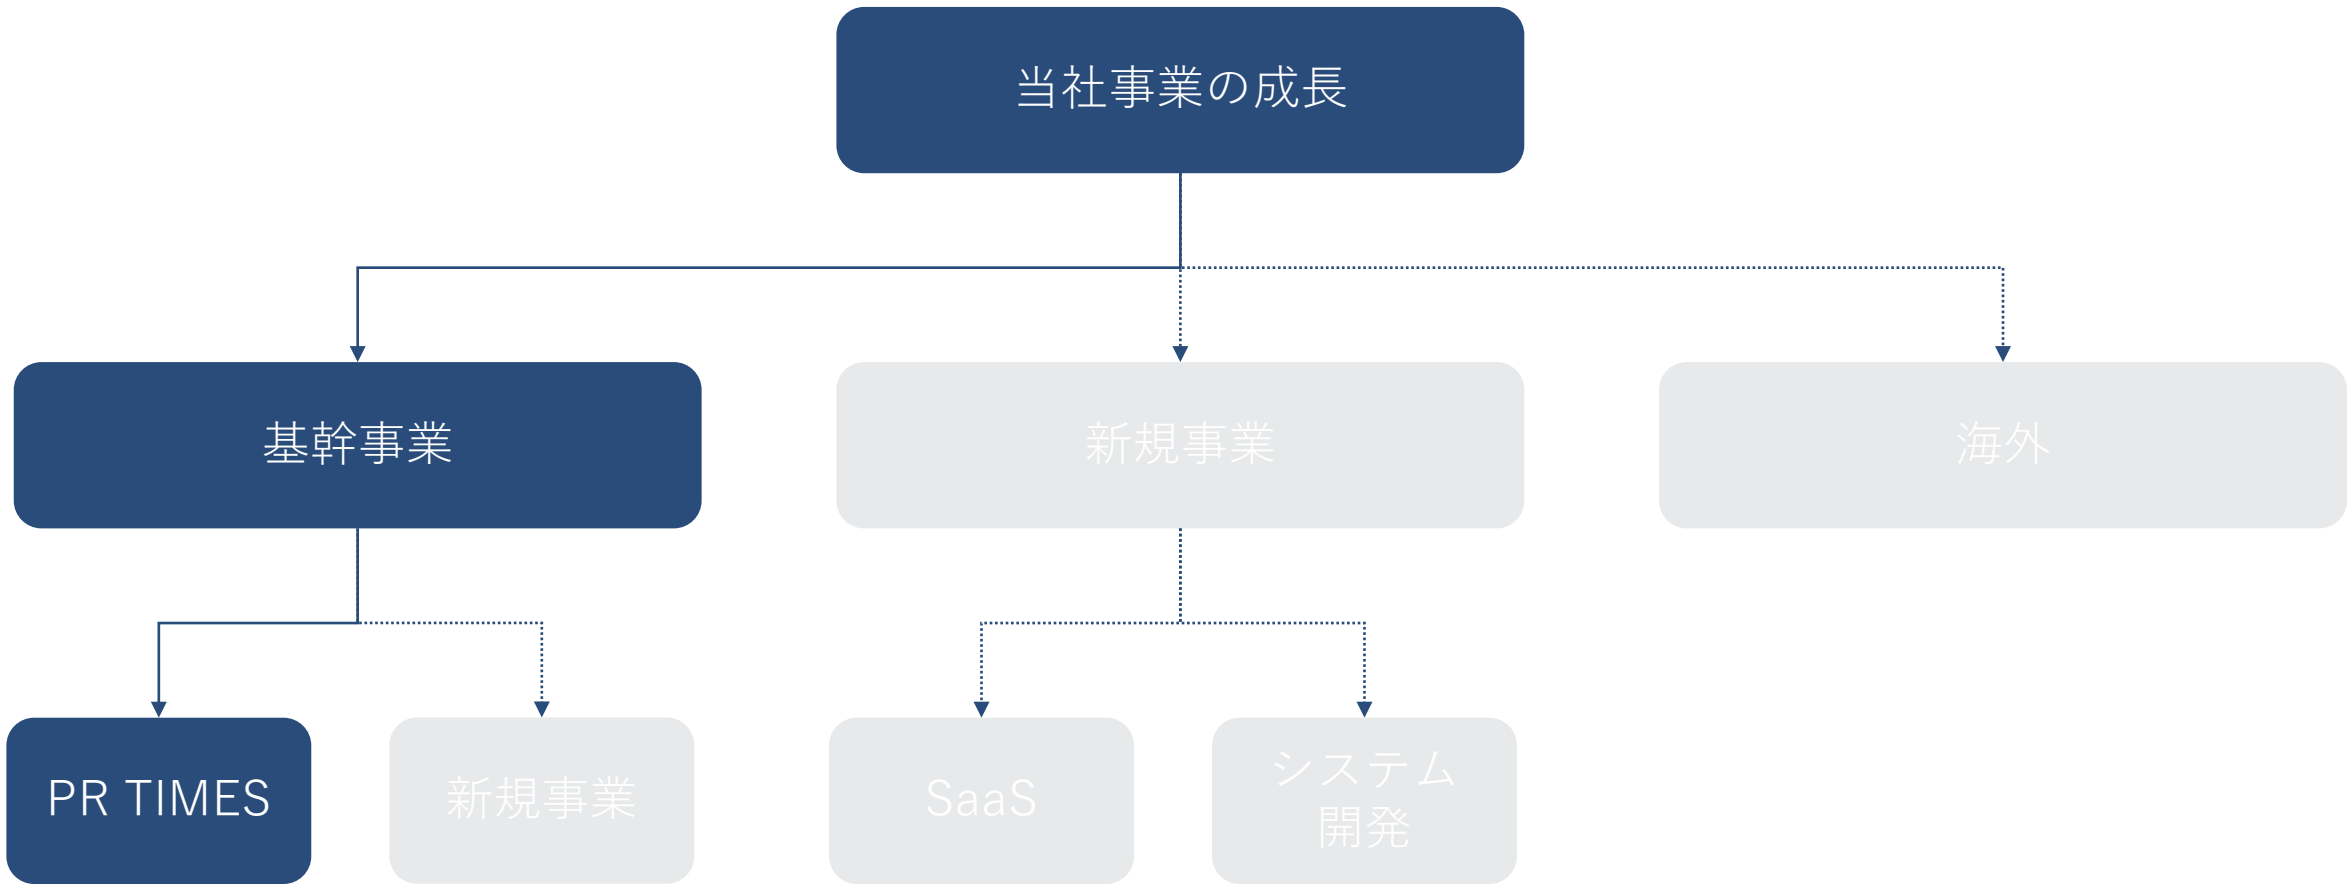 当社事業の成長
基幹事業
新規事業
海外
PR TIMES
新規事業
SaaS
システム
開発